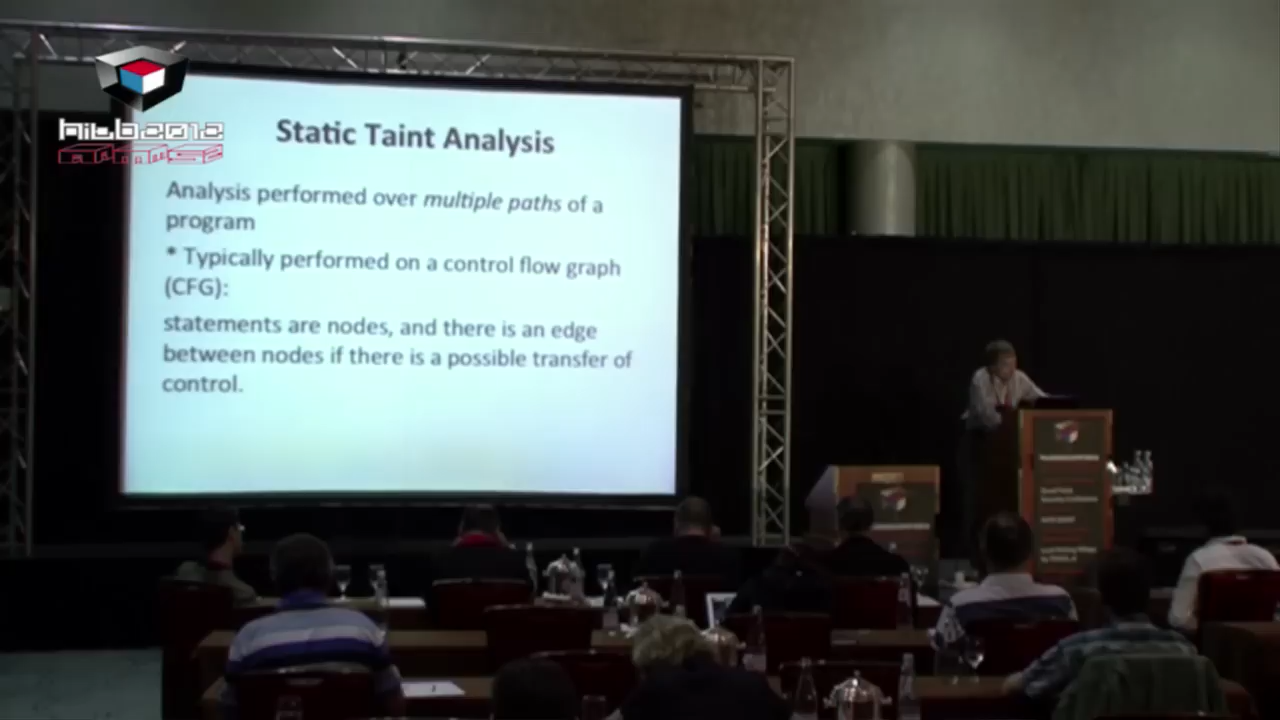 hitb2012
Static Taint Analysis
Analysis performed over multiple paths of a
program
* Typically performed on a control flow graph
(CFG):
statements are nodes, and there is an edge
between nodes if there is a possible transfer of
control.